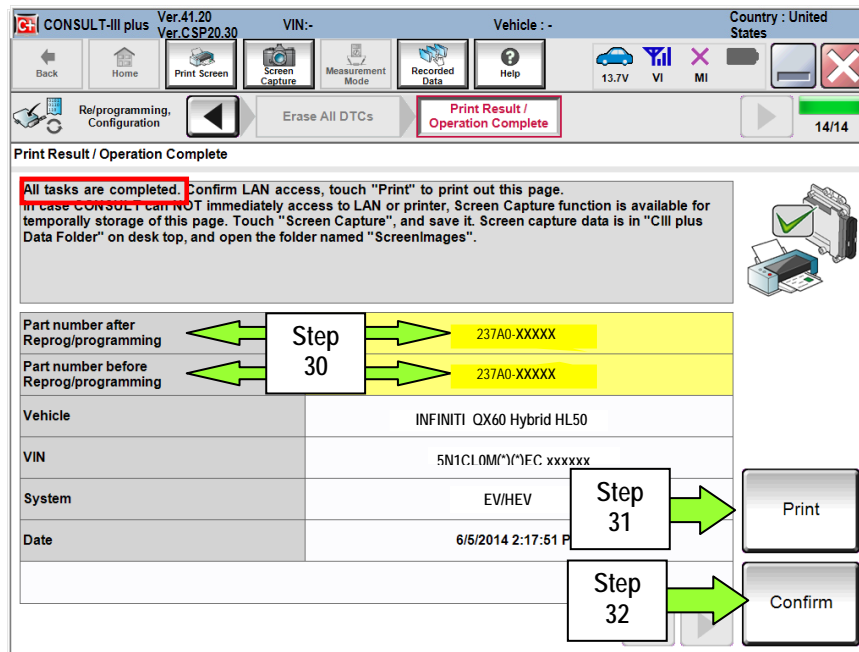 CONSULT-III plus Ver.41.20 Ver.CSP20.30 VIN:- Vehicle : - Country : United States
Back Home Print Screen Screen Capture Measurement Mode Recorded Data Help 13.7V VI MI
Re/programming, Configuration Erase All DTCs Print Result / Operation Complete 14/14
Print Result / Operation Complete
All tasks are completed. Confirm LAN access, touch "Print" to print out this page.
In case CONSULT can NOT immediately access to LAN or printer, Screen Capture function is available for
temporally storage of this page. Touch "Screen Capture", and save it. Screen capture data is in "CIII plus
Data Folder" on desk top, and open the folder named "ScreenImages".
Part number after
Reprog/programming
237A0-XXXXX
Step
30
Part number before
Reprog/programming
237A0-XXXXX
Vehicle
INFINITI QX60 Hybrid HL50
VIN
5N1CL0M(*)(*)EC xxxxxx
System
EV/HEV
Step
31
Print
Date
6/5/2014 2:17:51 P
Step
32
Confirm